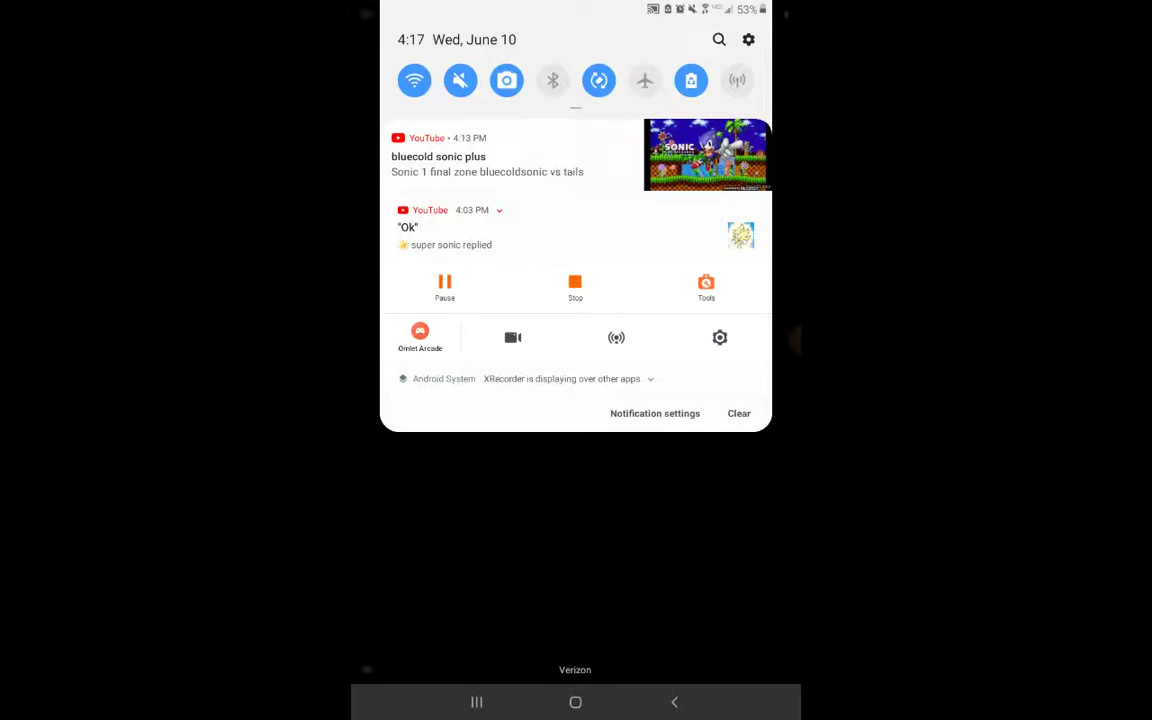 53%
4:17 Wed, June 10
YouTube • 4:13 PM
bluecold sonic plus
Sonic 1 final zone bluecoldsonic vs tails
SONIC
YouTube 4:03 PM
"Ok"
super sonic replied
Pause
Stop
Tools
Omlet Arcade
Android System XRecorder is displaying over other apps
Notification settings
Clear
Verizon